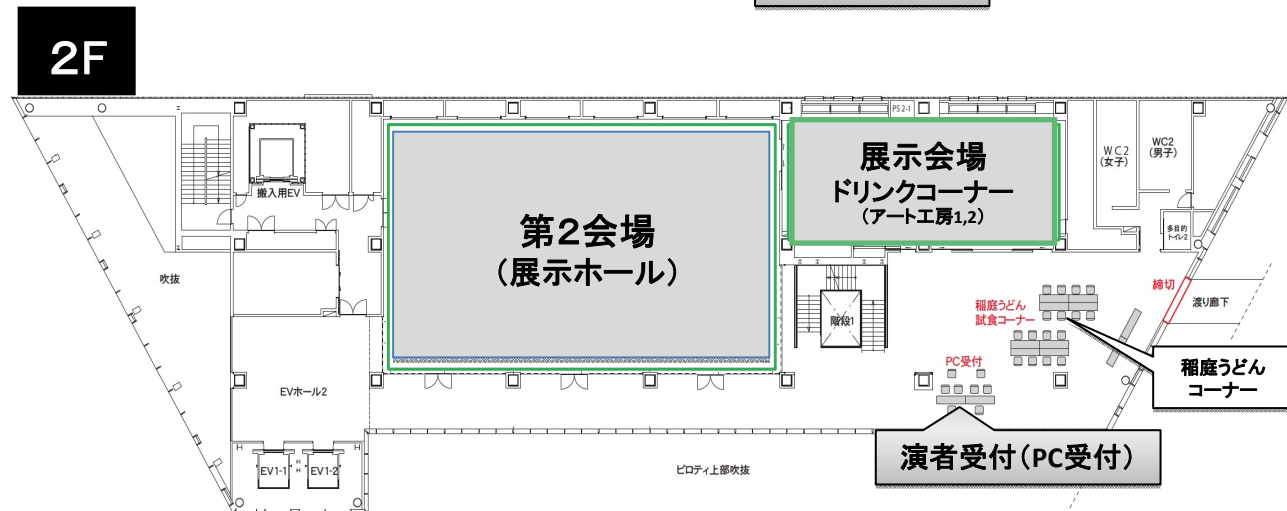 2F
PS 2-1
展示会場
ドリンクコーナー
（アート工房1,2）
WC2
（女子）
WC2
（男子）
搬入用EV
第2会場
（展示ホール）
多目的
トイレ2
吹抜
締切
渡り廊下
稲庭うどん
試食コーナー
階段1
PC受付
稲庭うどん
コーナー
EVホール2
演者受付（PC受付）
EV1-1
EV1-2
ピロティ上部吹抜